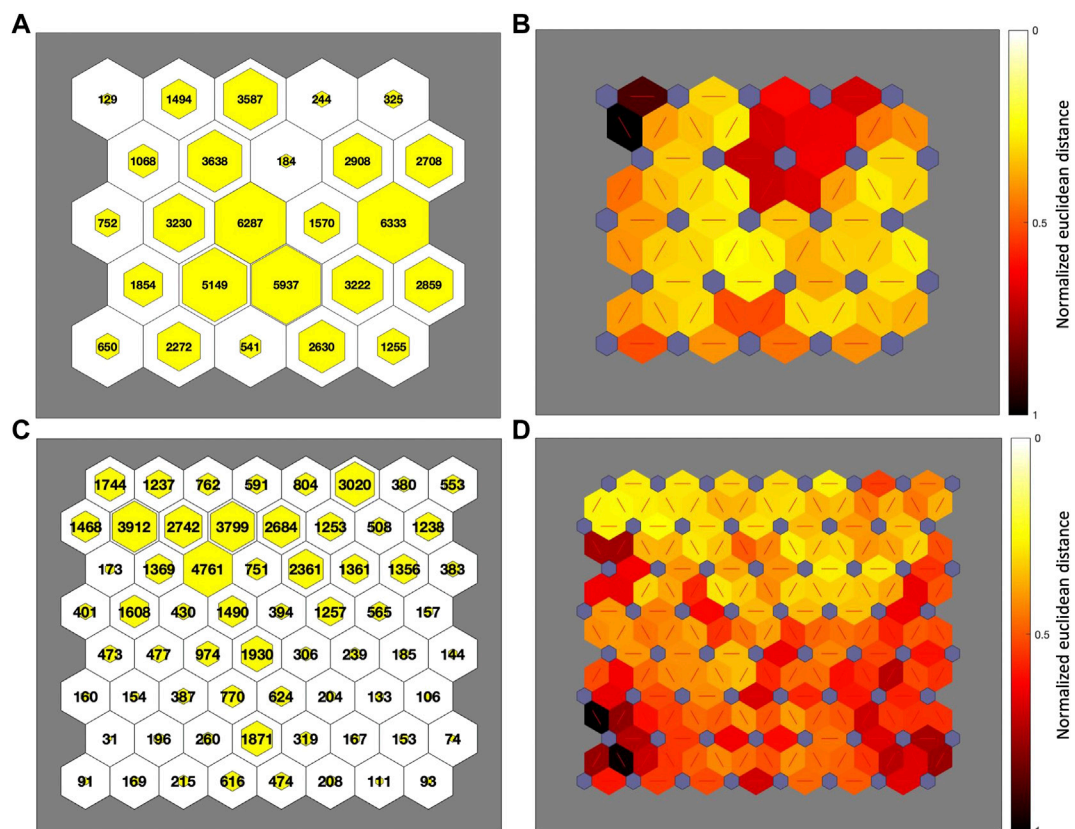 A
129 1494 3587 244 325
1068 3638 184 2908 2708
752 3230 6287 1570 6333
1854 5149 5937 3222 2859
650 2272 541 2630 1255
B
0
0.5
1
Normalized euclidean distance
C
1744 1237 762 591 804 3020 380 553
1468 3912 2742 3799 2684 1253 508 1238
173 1369 4761 751 2361 1361 1356 383
401 1608 430 1490 394 1257 565 157
473 477 974 1930 306 239 185 144
160 154 387 770 624 204 133 106
31 196 260 1871 319 167 153 74
91 169 215 616 474 208 111 93
D
0
0.5
1
Normalized euclidean distance